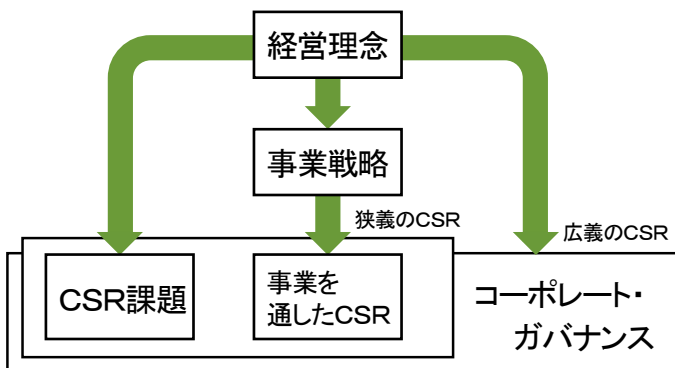 経営理念
事業戦略
狭義のCSR
広義のCSR
CSR課題
事業を
通したCSR
コーポレート・
ガバナンス